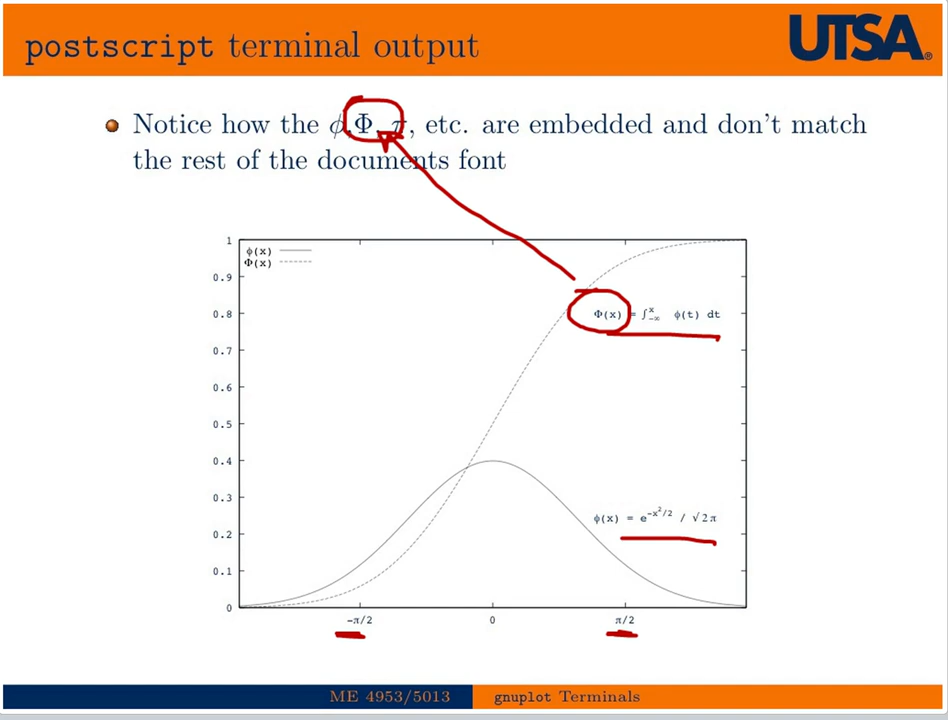 postscript terminal output
UTSA®
Notice how the ϕ, Φ, π, etc. are embedded and don't match
the rest of the documents font
1
ϕ(x)
Φ(x)
0.9
0.8
Φ(x) = ∫_{-∞}^{x} ϕ(t) dt
0.7
0.6
0.5
0.4
0.3
ϕ(x) = e^{-x^2/2} / √2π
0.2
0.1
0
-π/2 0 π/2
ME 4953/5013 gnuplot Terminals